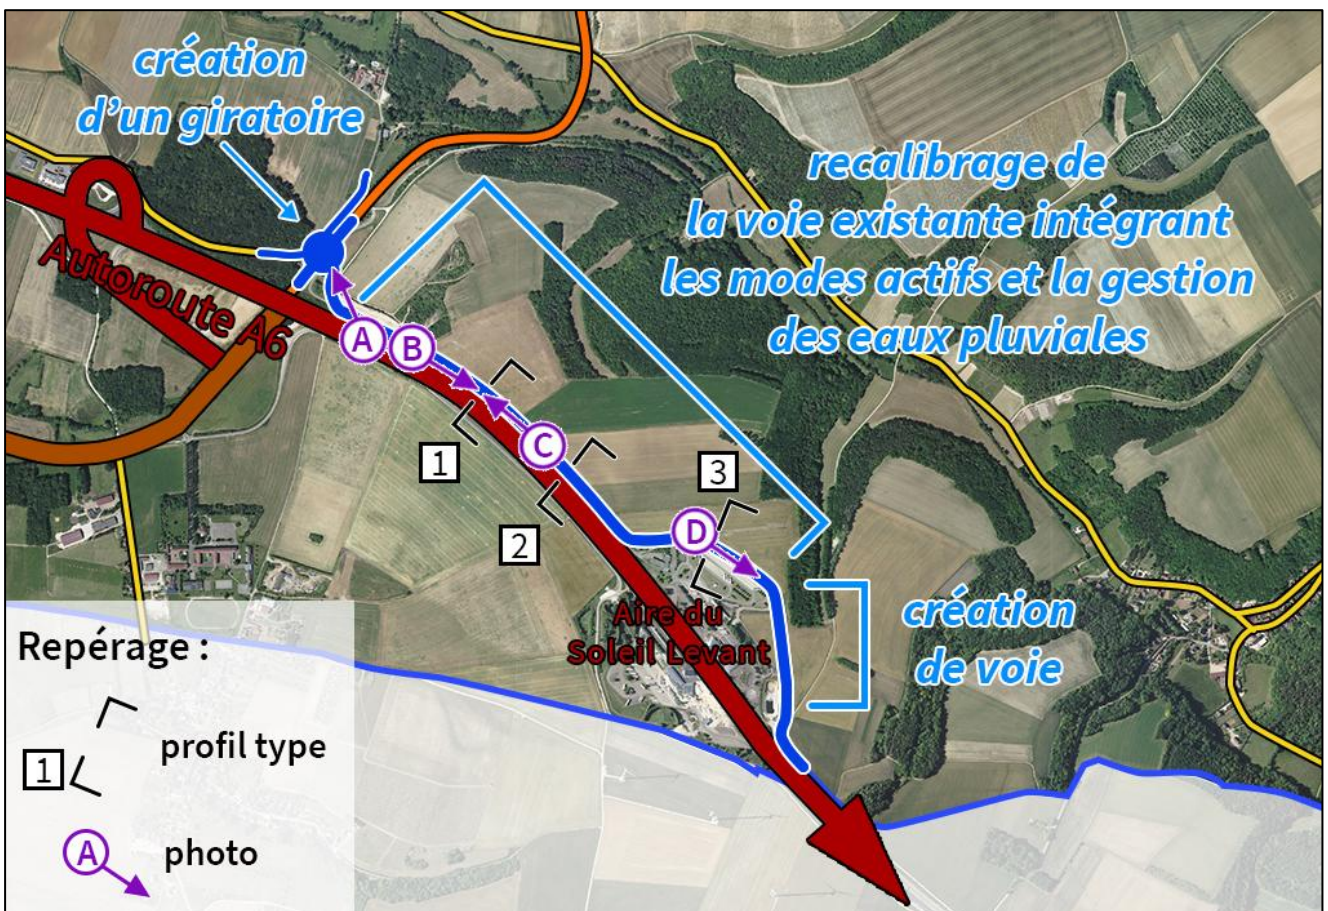 création
d’un giratoire
recalibrage de
la voie existante intégrant
les modes actifs et la gestion
des eaux pluviales
Autoroute A6
A
B
1
C
3
2
D
Aire du
Soleil Levant
création
de voie
Repérage :
1
profil type
A
photo